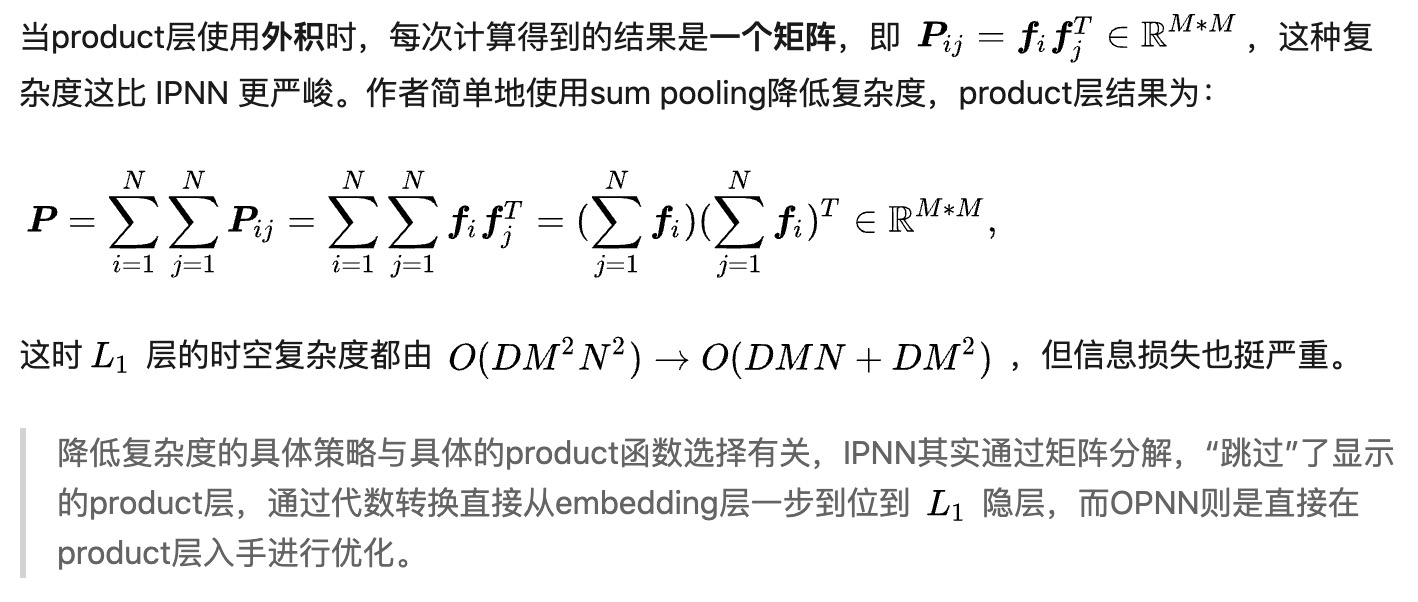 当product层使用外积时，每次计算得到的结果是一个矩阵，即 $\boldsymbol{P}_{ij} = \boldsymbol{f}_i \boldsymbol{f}_j^T \in \mathbb{R}^{M*M}$ ，这种复
杂度这比 IPNN 更严峻。作者简单地使用sum pooling降低复杂度，product层结果为：
$\boldsymbol{P} = \sum_{i=1}^{N} \sum_{j=1}^{N} \boldsymbol{P}_{ij} = \sum_{i=1}^{N} \sum_{j=1}^{N} \boldsymbol{f}_i \boldsymbol{f}_j^T = (\sum_{j=1}^{N} \boldsymbol{f}_i)(\sum_{j=1}^{N} \boldsymbol{f}_i)^T \in \mathbb{R}^{M*M},$
这时 $L_1$ 层的时空复杂度都由 $O(DM^2N^2) \rightarrow O(DMN + DM^2)$ ，但信息损失也挺严重。
降低复杂度的具体策略与具体的product函数选择有关，IPNN其实通过矩阵分解，“跳过”了显示
的product层，通过代数转换直接从embedding层一步到位到 $L_1$ 隐层，而OPNN则是直接在
product层入手进行优化。